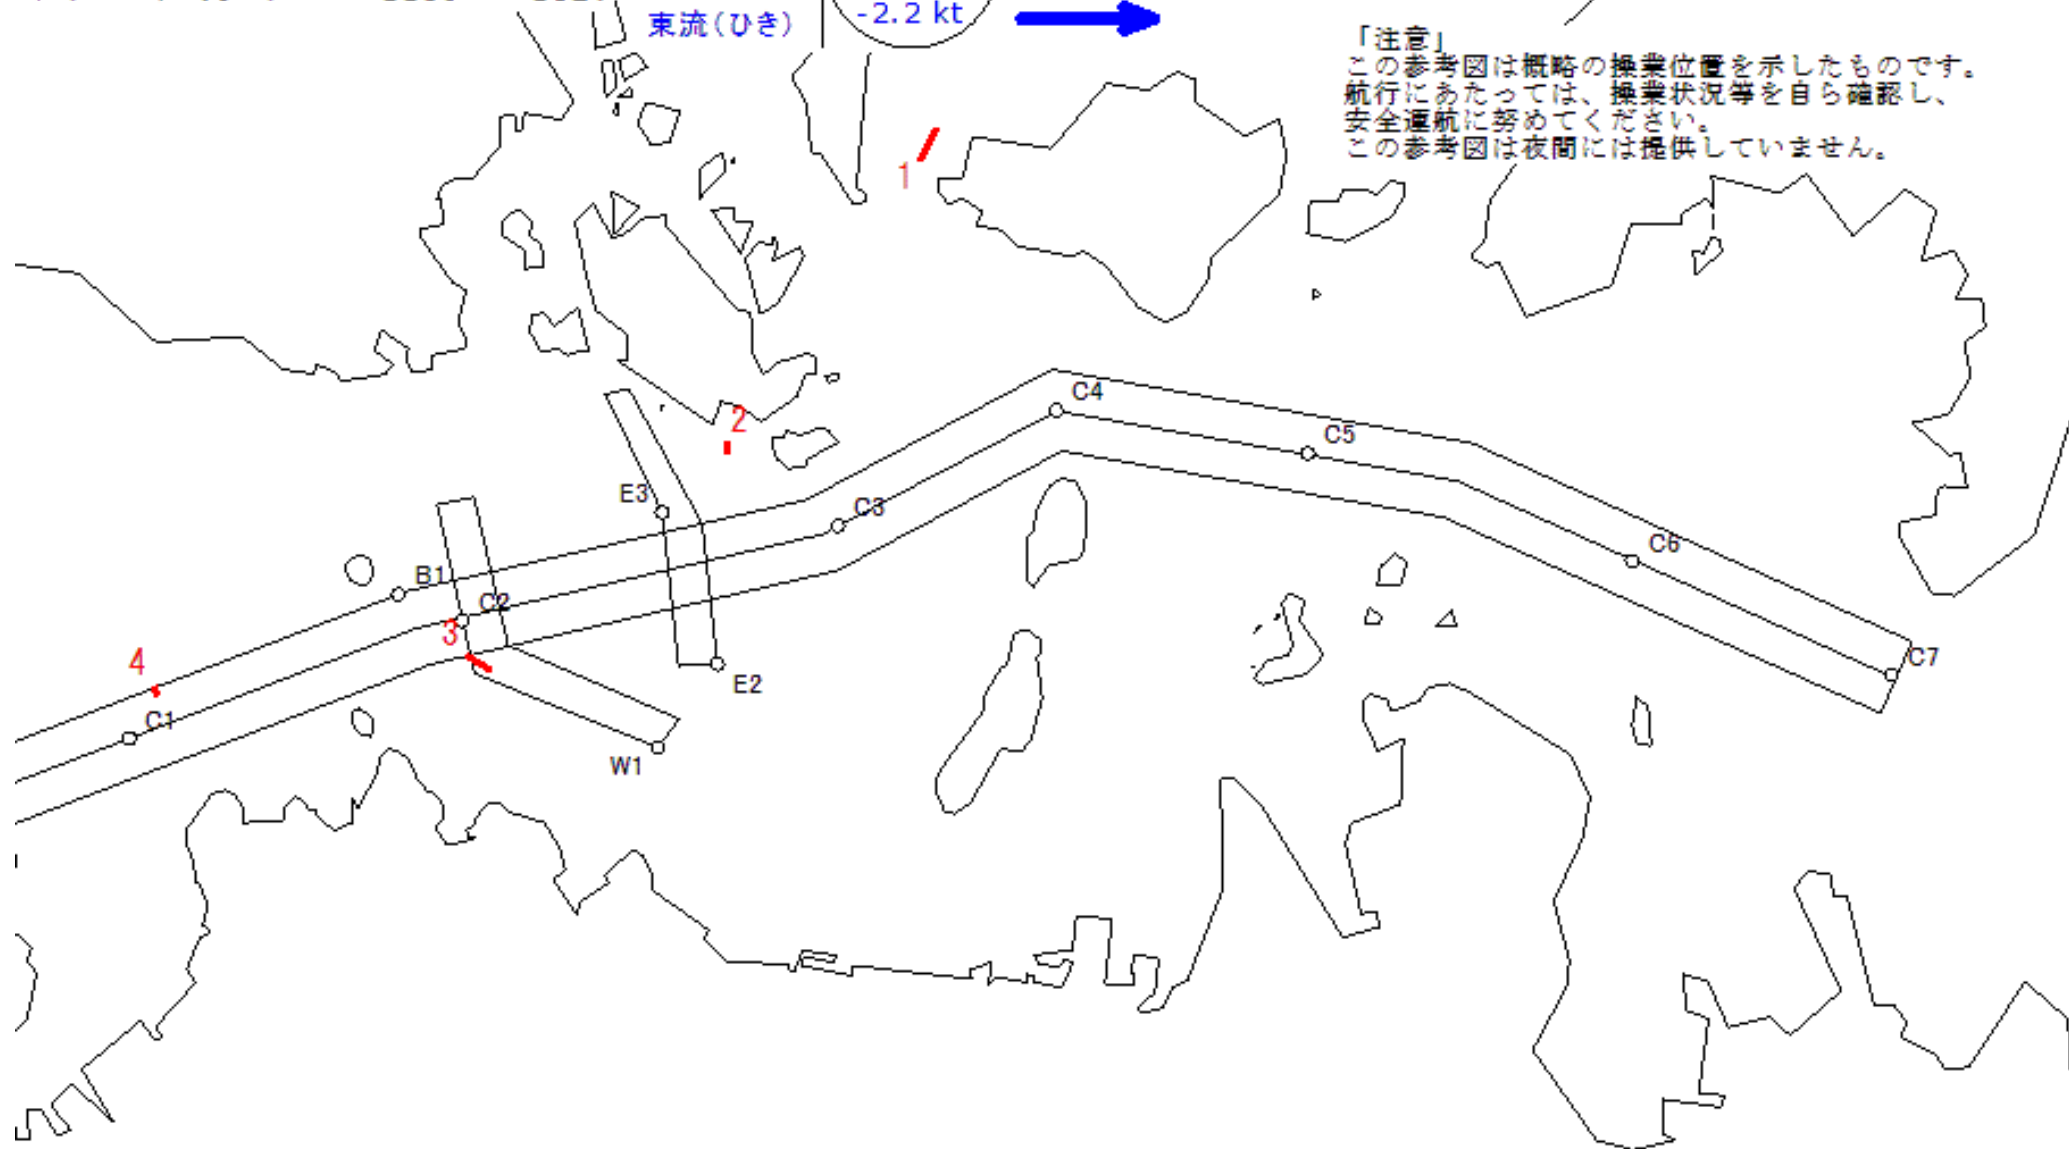 東流(ひき)
-2.2 kt
「注意」
この参考図は概略の操業位置を示したものです。
航行にあたっては、操業状況等を自ら確認し、
安全運航に努めてください。
この参考図は夜間には提供していません。
1
C4
2
C5
E3
C3
C6
B1
C2
3
4
C7
E2
C1
W1